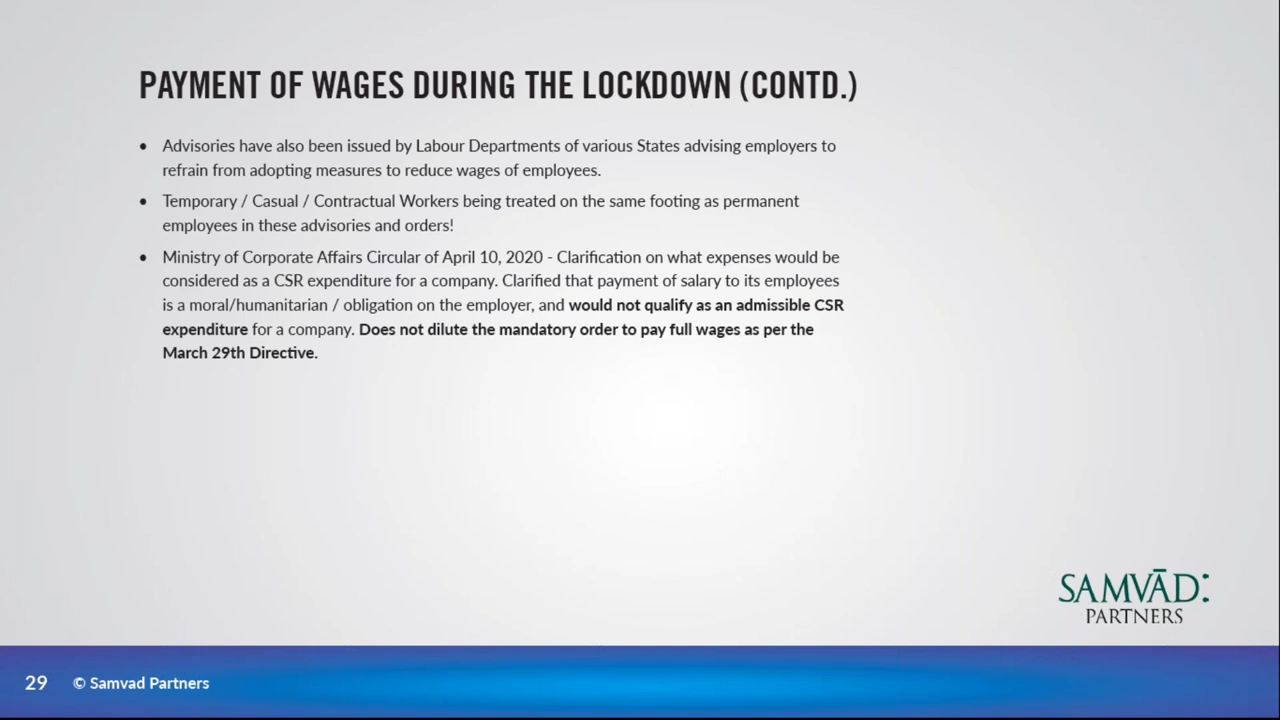 PAYMENT OF WAGES DURING THE LOCKDOWN (CONTD.)
• Advisories have also been issued by Labour Departments of various States advising employers to
refrain from adopting measures to reduce wages of employees.
• Temporary / Casual / Contractual Workers being treated on the same footing as permanent
employees in these advisories and orders!
• Ministry of Corporate Affairs Circular of April 10, 2020 - Clarification on what expenses would be
considered as a CSR expenditure for a company. Clarified that payment of salary to its employees
is a moral/humanitarian / obligation on the employer, and would not qualify as an admissible CSR
expenditure for a company. Does not dilute the mandatory order to pay full wages as per the
March 29th Directive.
SAMVĀD:
PARTNERS
29 © Samvad Partners